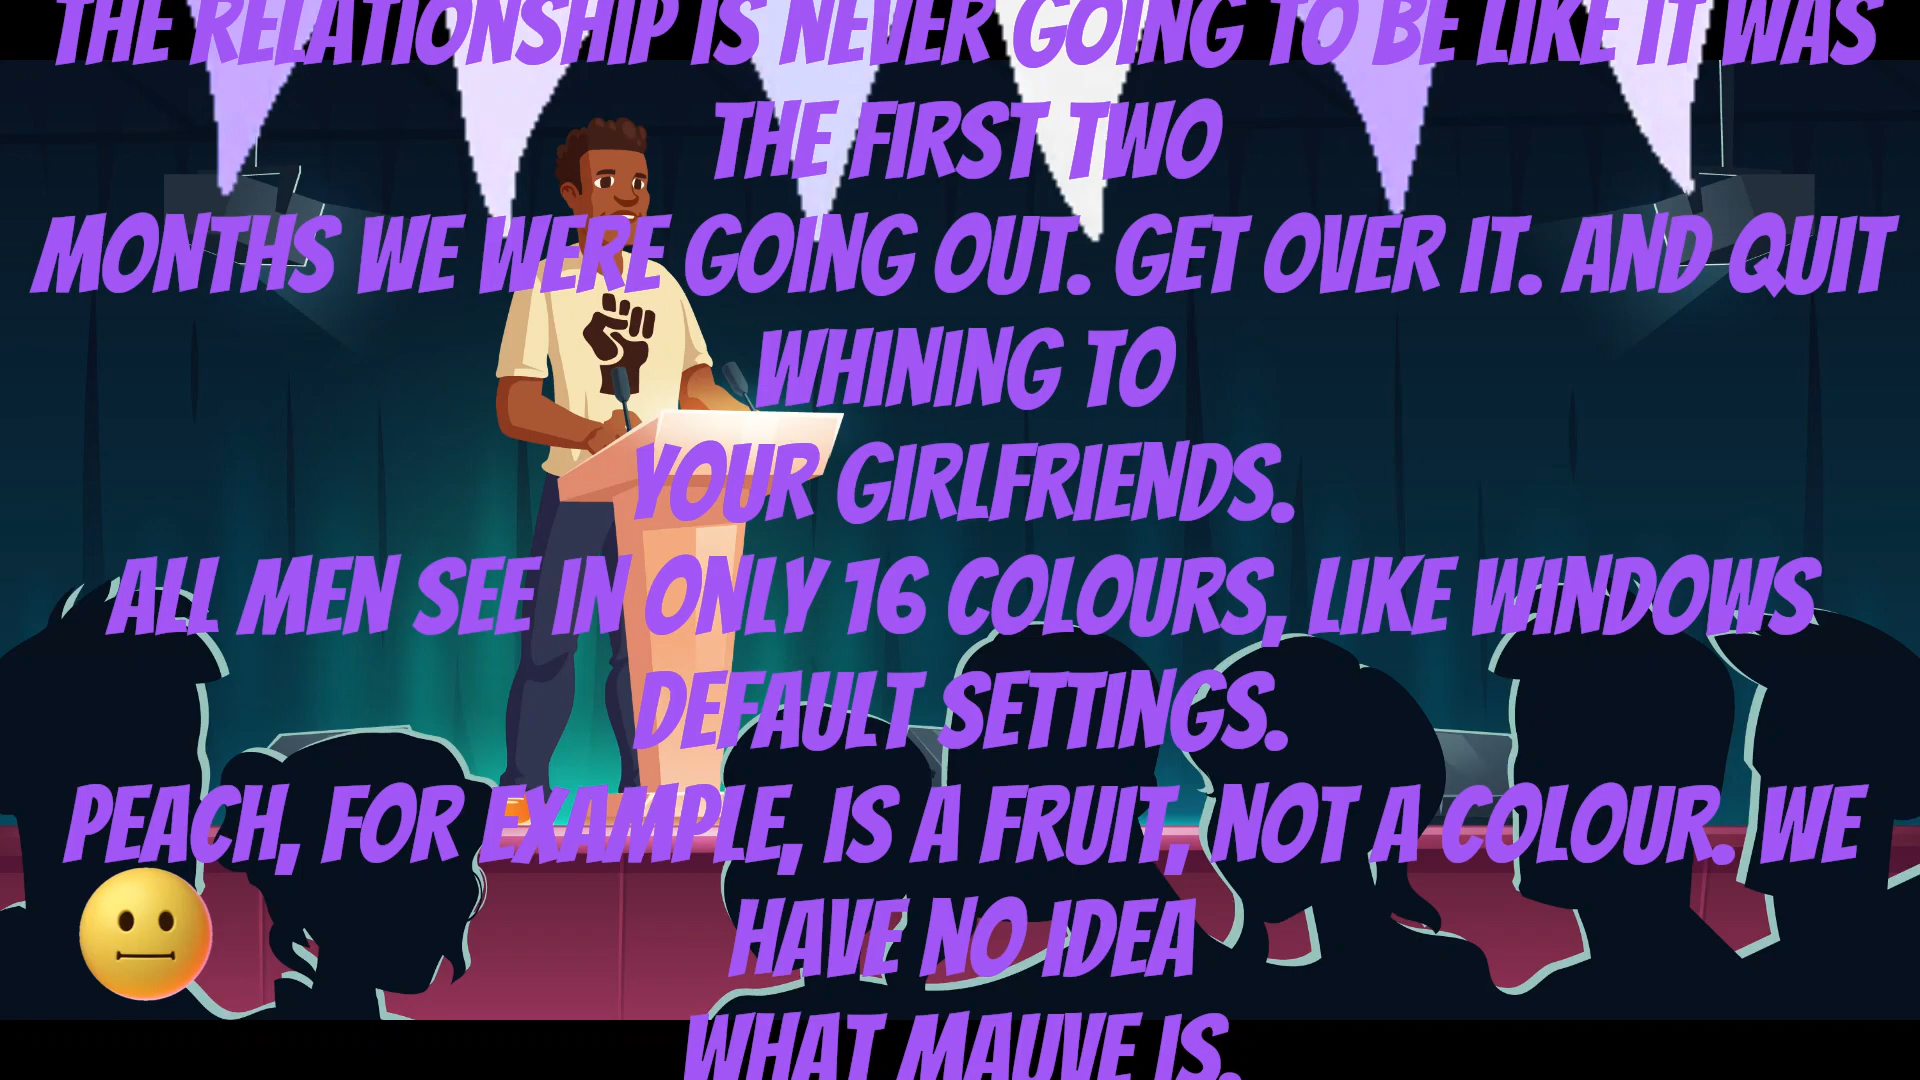 THE RELATIONSHIP IS NEVER GOING TO BE LIKE IT WAS
THE FIRST TWO
MONTHS WE WERE GOING OUT. GET OVER IT. AND QUIT
WHINING TO
YOUR GIRLFRIENDS.
ALL MEN SEE IN ONLY 16 COLOURS, LIKE WINDOWS
DEFAULT SETTINGS.
PEACH, FOR EXAMPLE, IS A FRUIT, NOT A COLOUR. WE
HAVE NO IDEA
WHAT MAUVE IS.